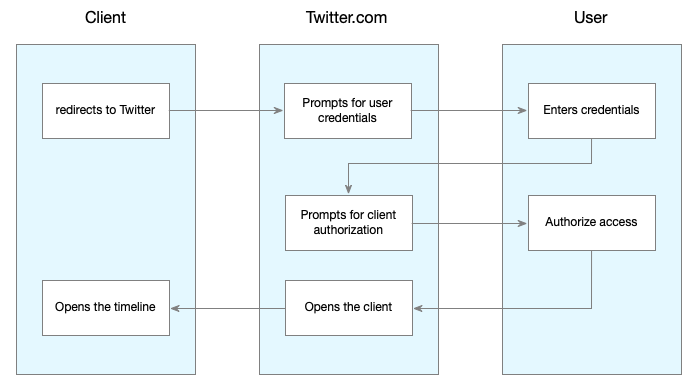 Client
Twitter.com
User
redirects to Twitter
Prompts for user
credentials
Enters credentials
Prompts for client
authorization
Authorize access
Opens the timeline
Opens the client